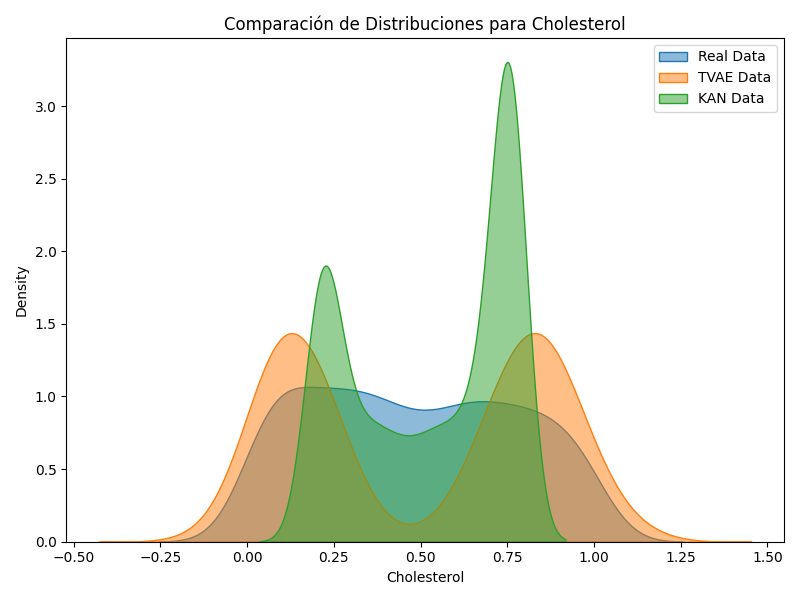 Comparación de Distribuciones para Cholesterol
Real Data
TVAE Data
KAN Data
3.0
2.5
2.0
1.5
1.0
0.5
0.0
Density
−0.50 −0.25 0.00 0.25 0.50 0.75 1.00 1.25 1.50
Cholesterol